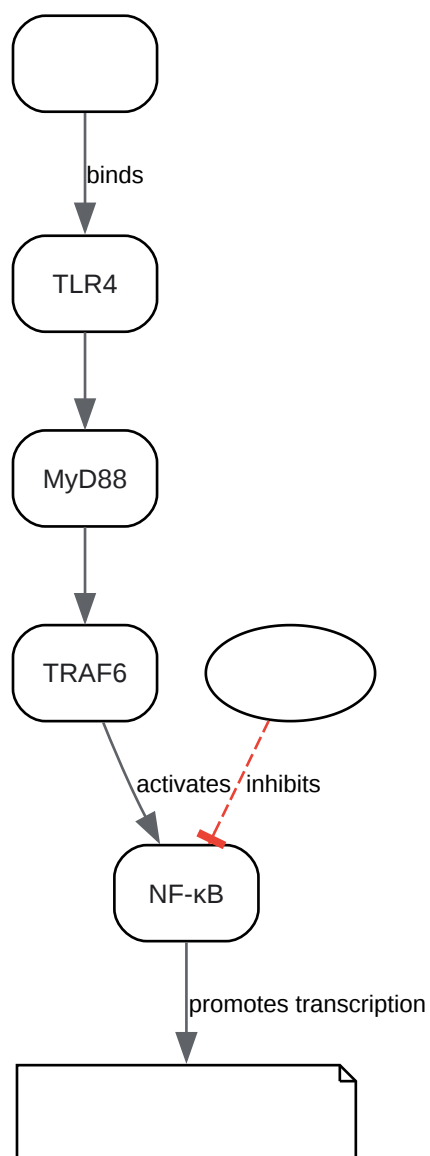 binds
TLR4
MyD88
TRAF6
activates
inhibits
NF-κB
promotes transcription